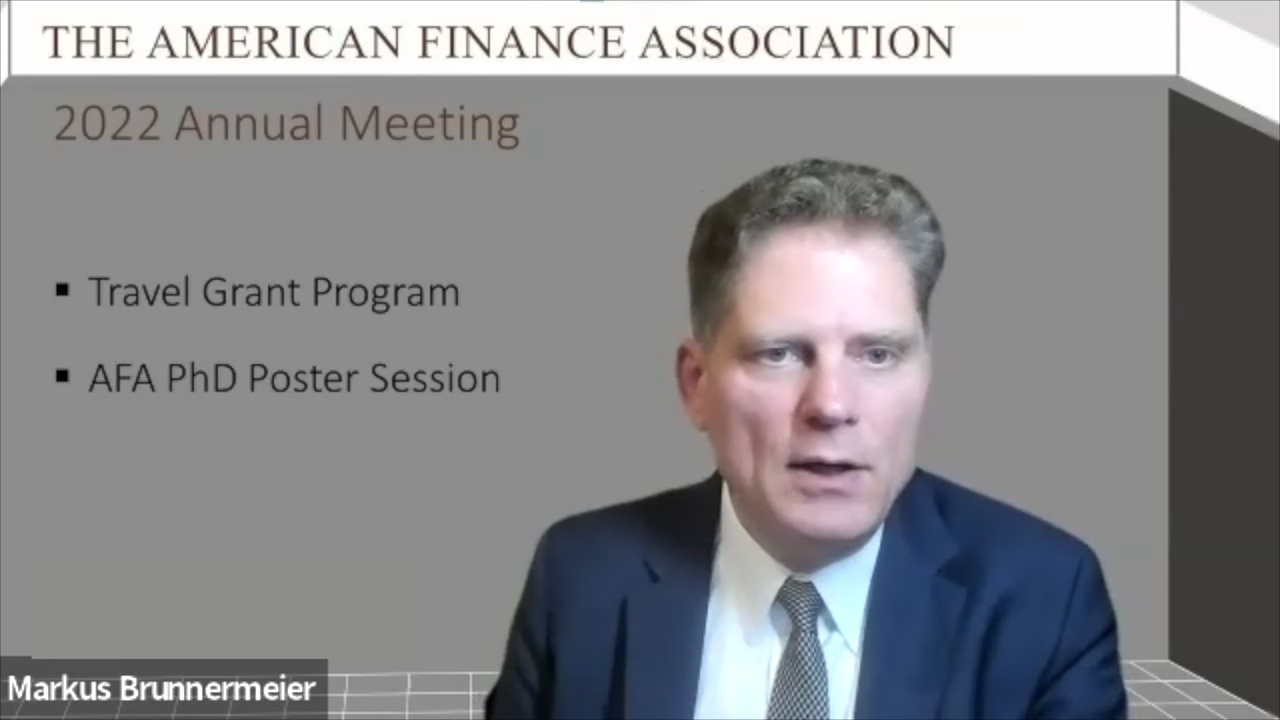 THE AMERICAN FINANCE ASSOCIATION
2022 Annual Meeting
▪ Travel Grant Program
▪ AFA PhD Poster Session
Markus Brunnermeier